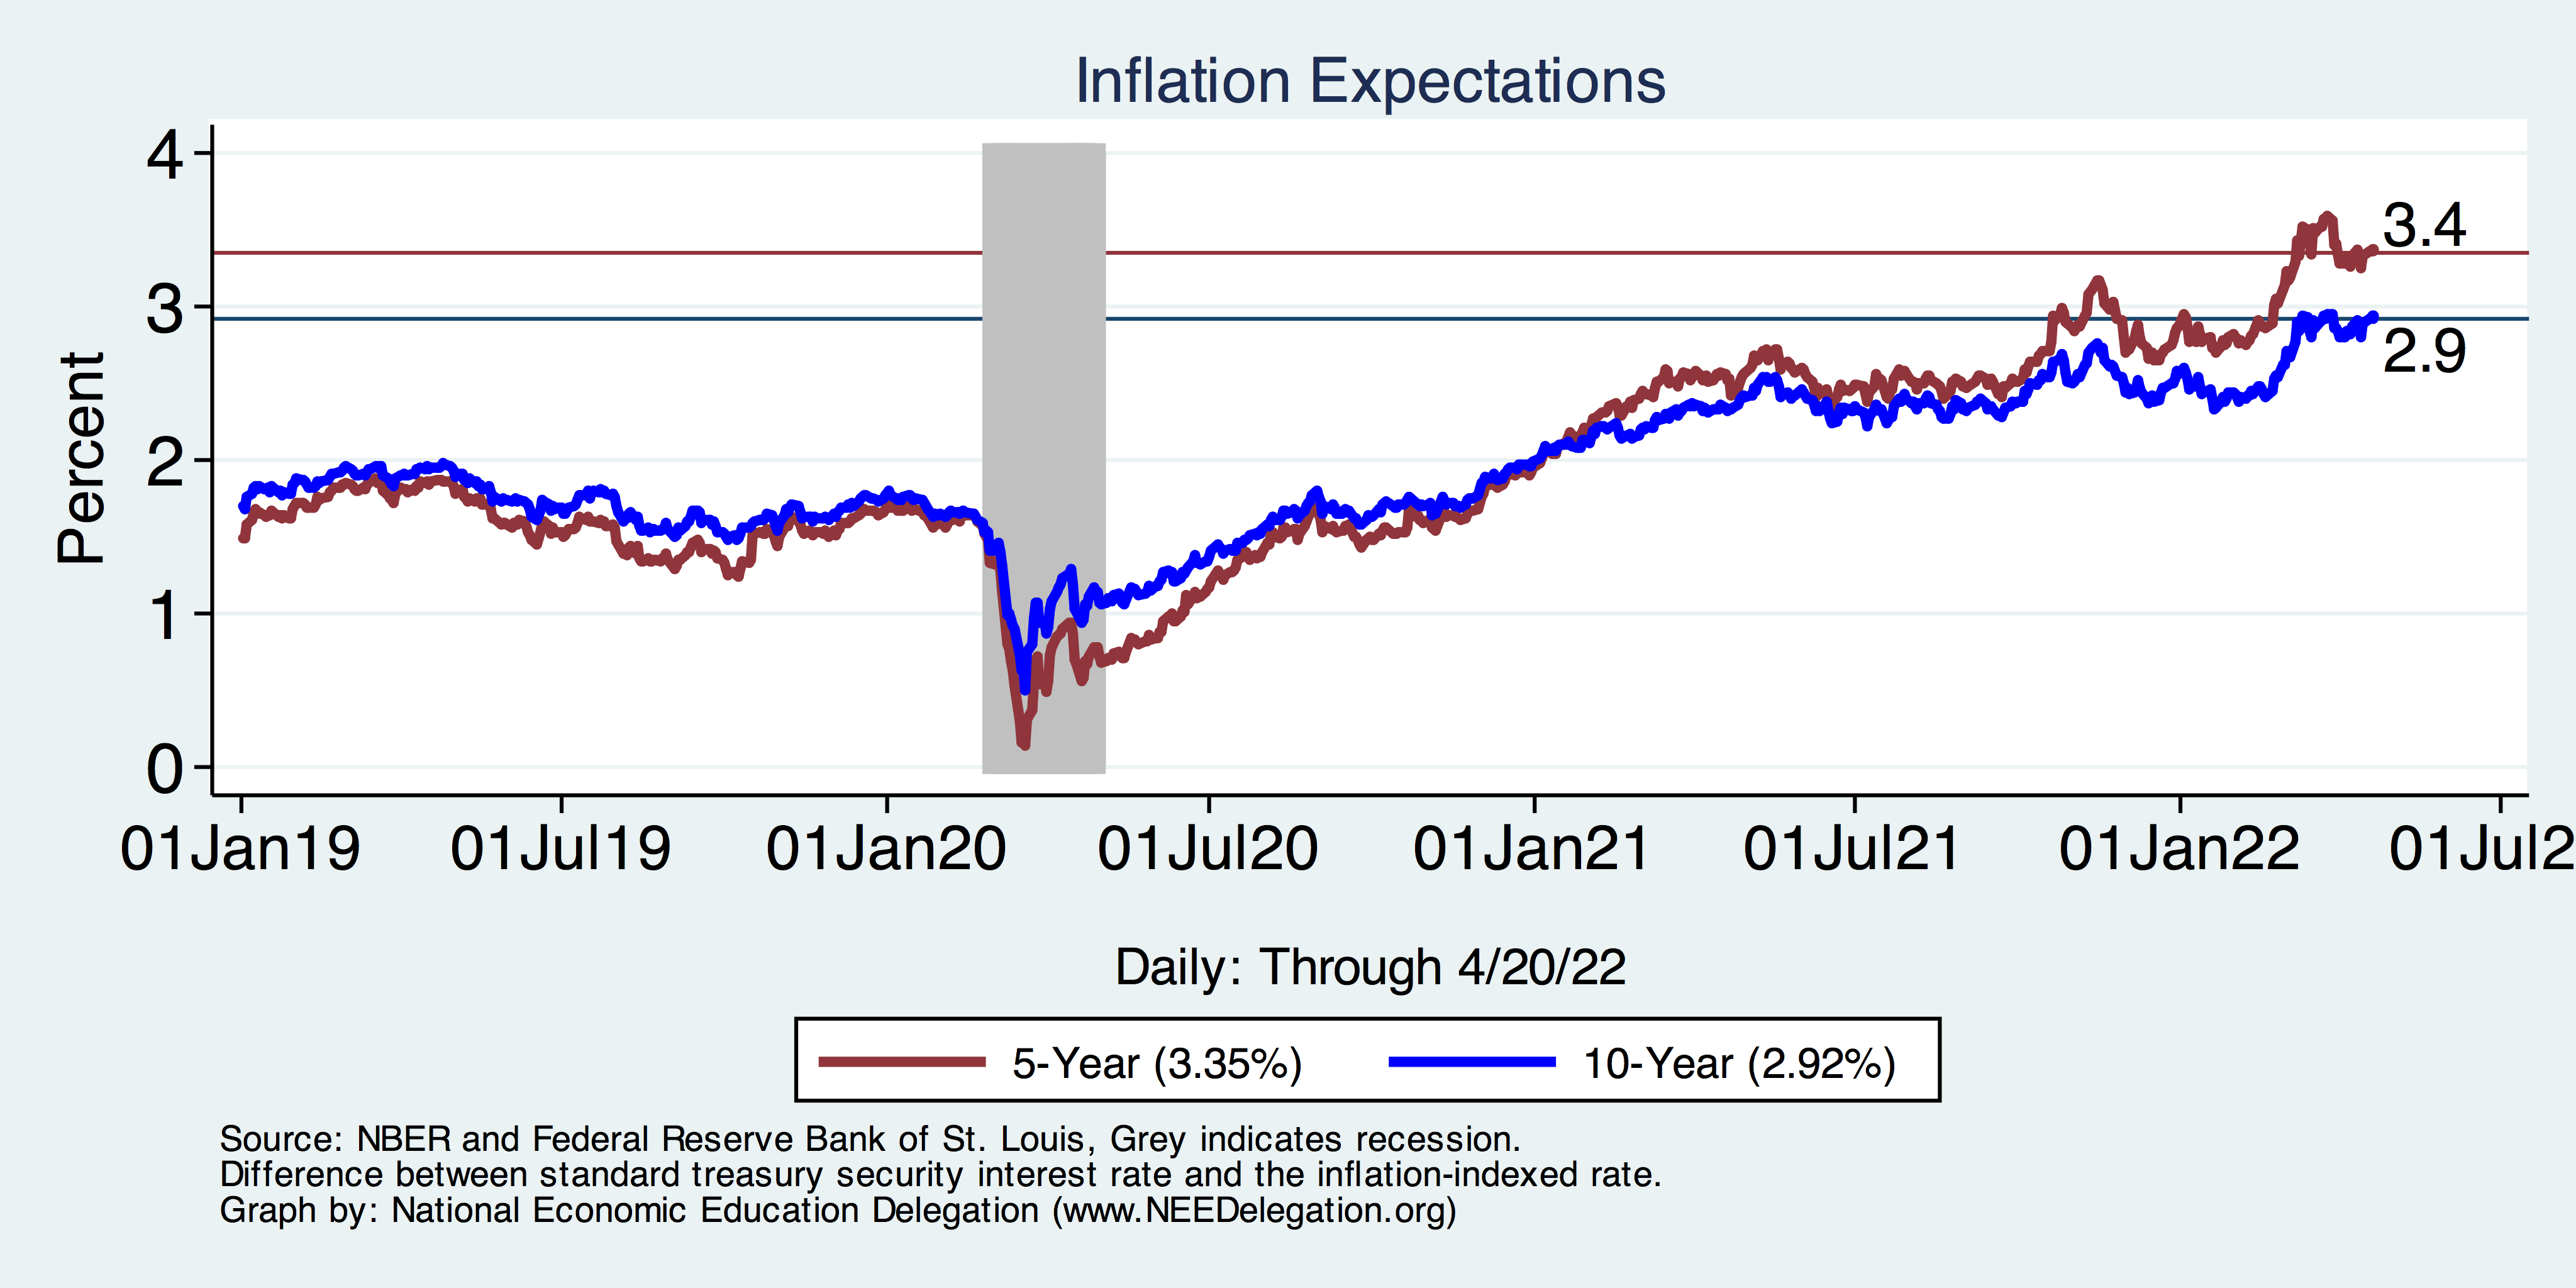 Inflation Expectations
4
3
2
1
0
Percent
3.4
2.9
01Jan19 01Jul19 01Jan20 01Jul20 01Jan21 01Jul21 01Jan22 01Jul2
Daily: Through 4/20/22
5-Year (3.35%) 10-Year (2.92%)
Source: NBER and Federal Reserve Bank of St. Louis, Grey indicates recession.
Difference between standard treasury security interest rate and the inflation-indexed rate.
Graph by: National Economic Education Delegation (www.NEEDelegation.org)